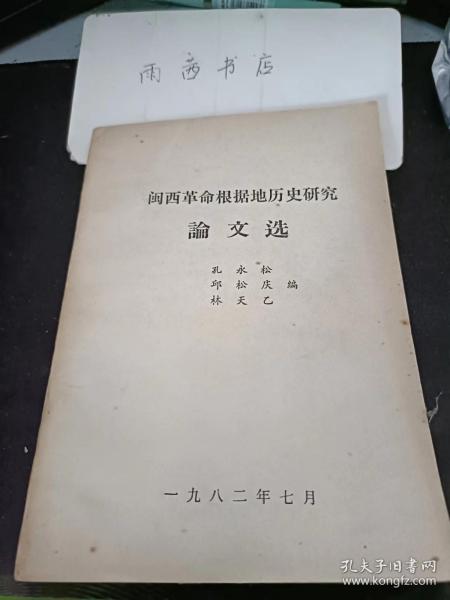 雨茜书店
闽西革命根据地历史研究
論文选
孔永松
邱松庆 编
林天乙
一九八二年七月
孔夫子旧书网
www.kongfz.com